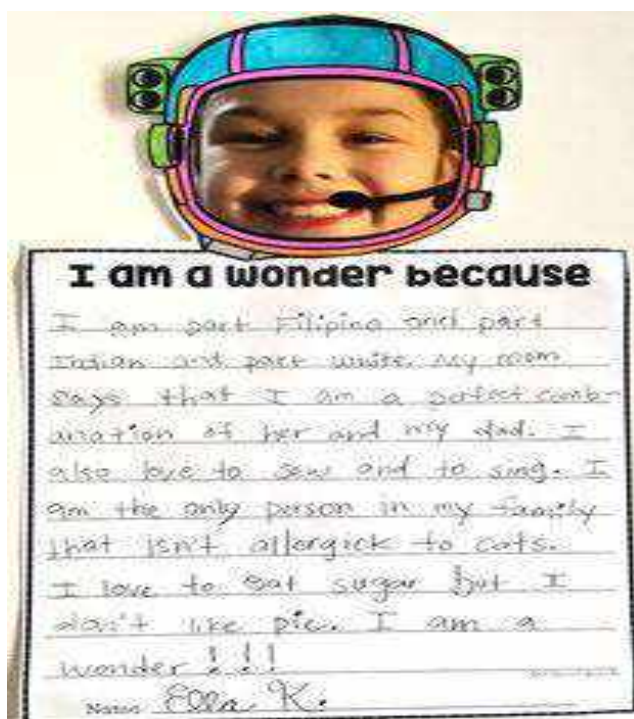 I am a wonder because
I am part Filipino and part
Indian and part white. My mom
says that I am a perfect comb-
anation of her and my dad. I
also love to sew and to sing. I
am the only person in my family
that isn't allergick to cats.
I love to eat sugar but I
don't like pie. I am a
wonder !!!
Name Ella K.